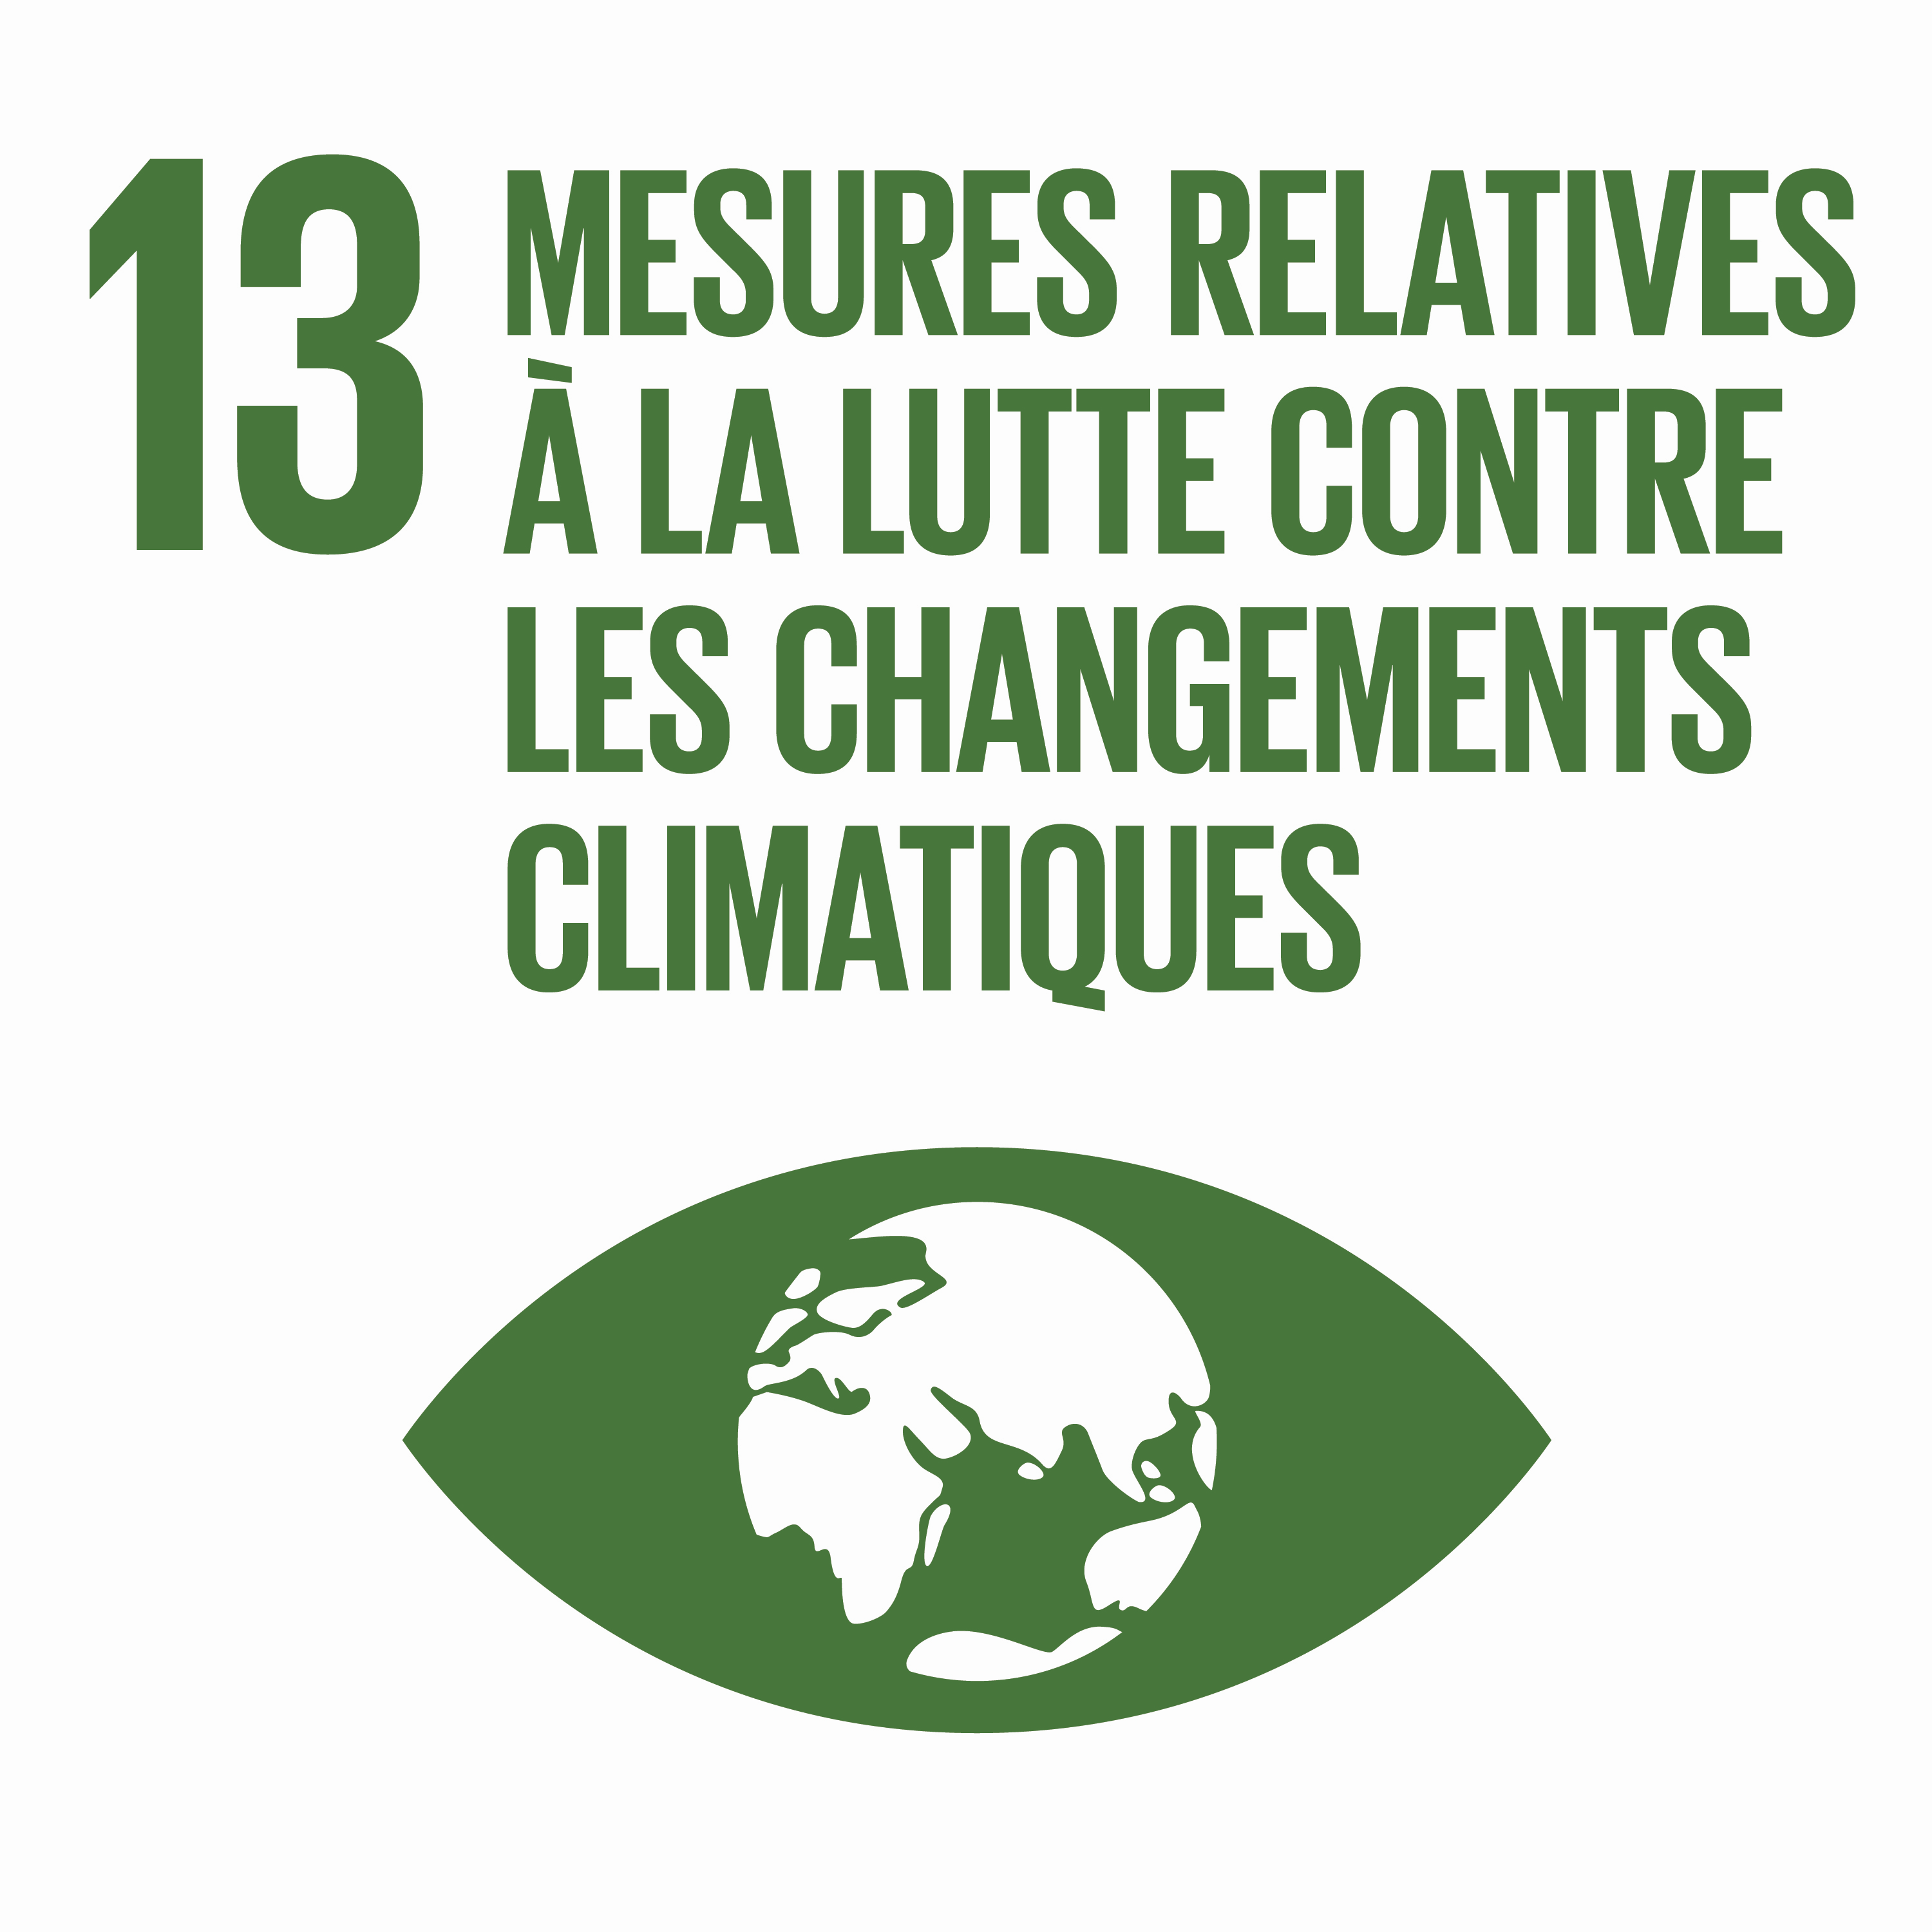 13
MESURES RELATIVES
À LA LUTTE CONTRE
LES CHANGEMENTS
CLIMATIQUES